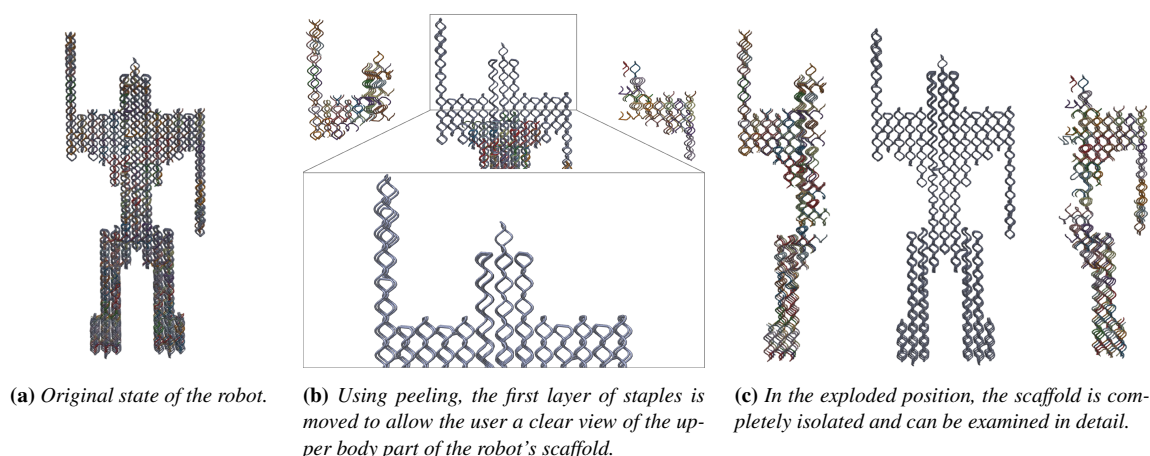 (a) Original state of the robot.
(b) Using peeling, the first layer of staples is
moved to allow the user a clear view of the up-
per body part of the robot's scaffold.
(c) In the exploded position, the scaffold is com-
pletely isolated and can be examined in detail.